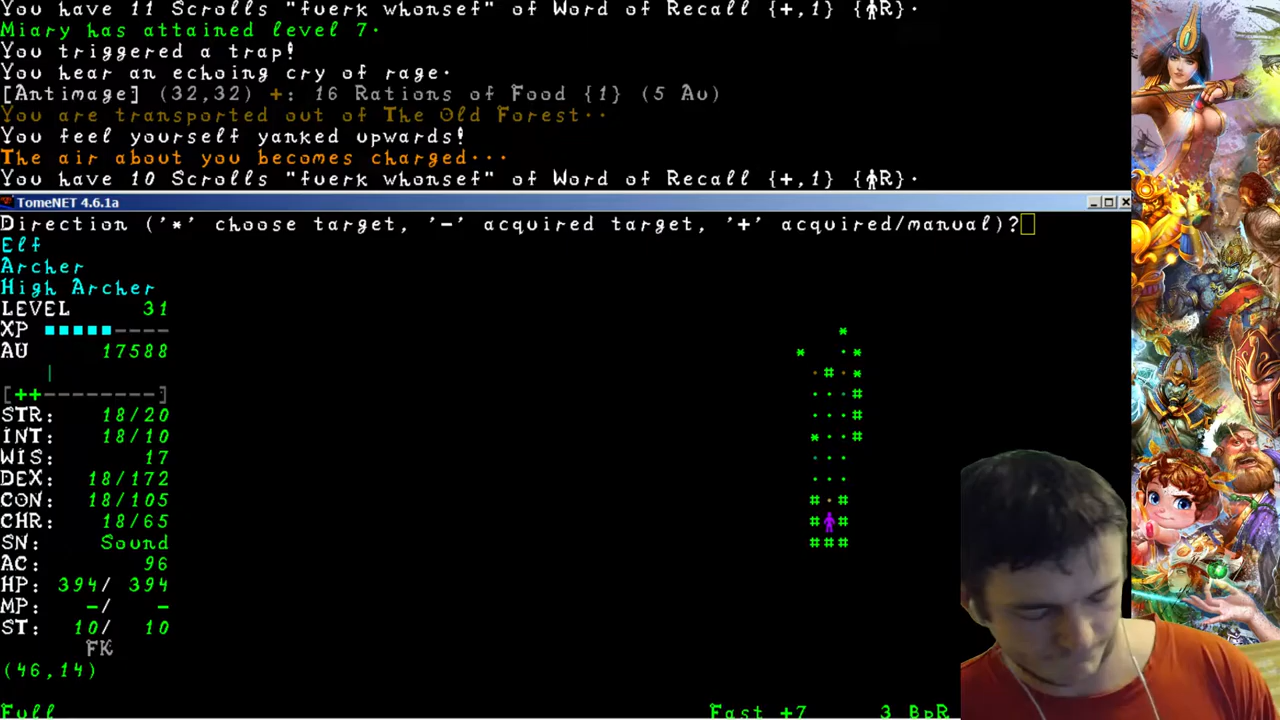 You have 11 Scrolls "fuerk whonsef" of Word of Recall {+,1} {R}.
Miary has attained level 7.
You triggered a trap!
You hear an echoing cry of rage.
[Antimage] (32,32) +: 16 Rations of Food {1} (5 Au)
You are transported out of The Old Forest..
You feel yourself yanked upwards!
The air about you becomes charged...
You have 10 Scrolls "fuerk whonsef" of Word of Recall {+,1} {R}.
TomeNET 4.6.1a
Direction ('*' choose target, '-' acquired target, '+' acquired/manual)?
Elf
Archer
High Archer
LEVEL 31
XP
AU 17588
[++---------]
STR: 18/20
INT: 18/10
WIS: 17
DEX: 18/172
CON: 18/105
CHR: 18/65
SN: Sound
AC: 96
HP: 394/ 394
MP: -/ -
ST: 10/ 10
FK
(46,14)
Full Fast +7 3 BpR